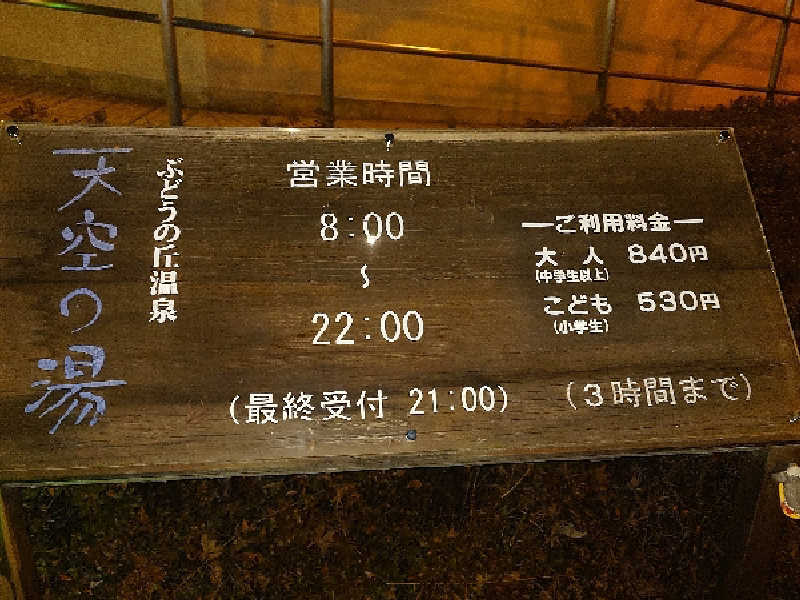 天空の湯
ぶどうの丘温泉
営業時間
8:00
~
22:00
(最終受付 21:00)
ーご利用料金ー
大 人 840円
(中学生以上)
こども 530円
(小学生)
(3時間まで)